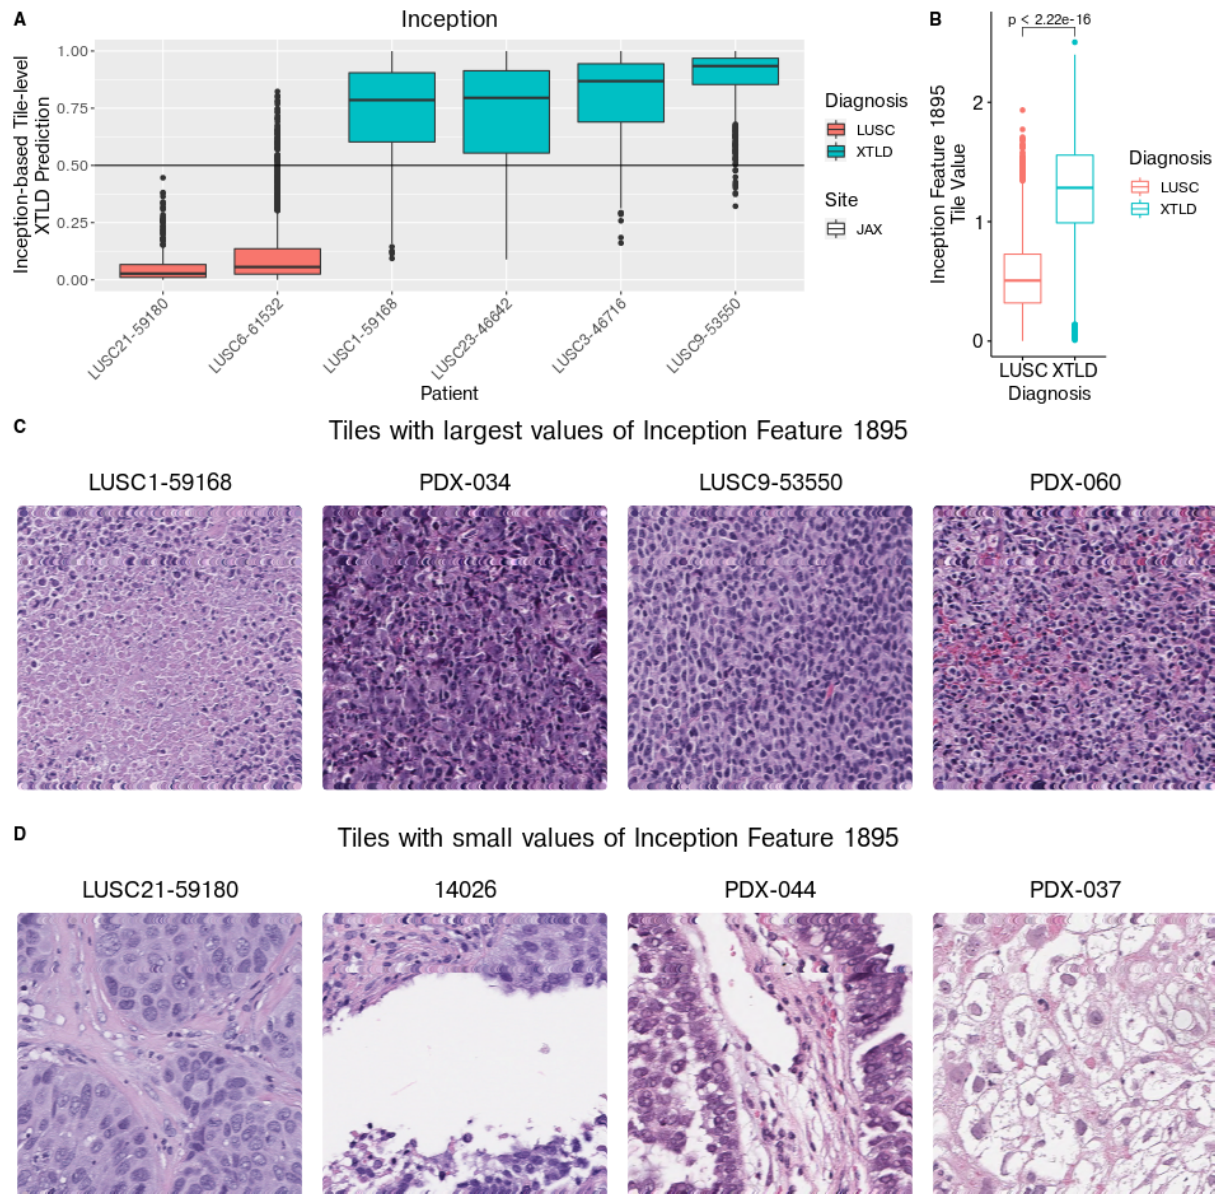 A
Inception
Inception-based Tile-level
XTLD Prediction
1.00
0.75
0.50
0.25
0.00
LUSC21-59180
LUSC6-61532
LUSC1-59168
LUSC23-46642
LUSC3-46716
LUSC9-53550
Patient
Diagnosis
LUSC
XTLD
Site
JAX
B
p < 2.22e-16
Inception Feature 1895
Tile Value
2
1
0
LUSC XTLD
Diagnosis
Diagnosis
LUSC
XTLD
C
Tiles with largest values of Inception Feature 1895
LUSC1-59168 PDX-034 LUSC9-53550 PDX-060
D
Tiles with small values of Inception Feature 1895
LUSC21-59180 14026 PDX-044 PDX-037